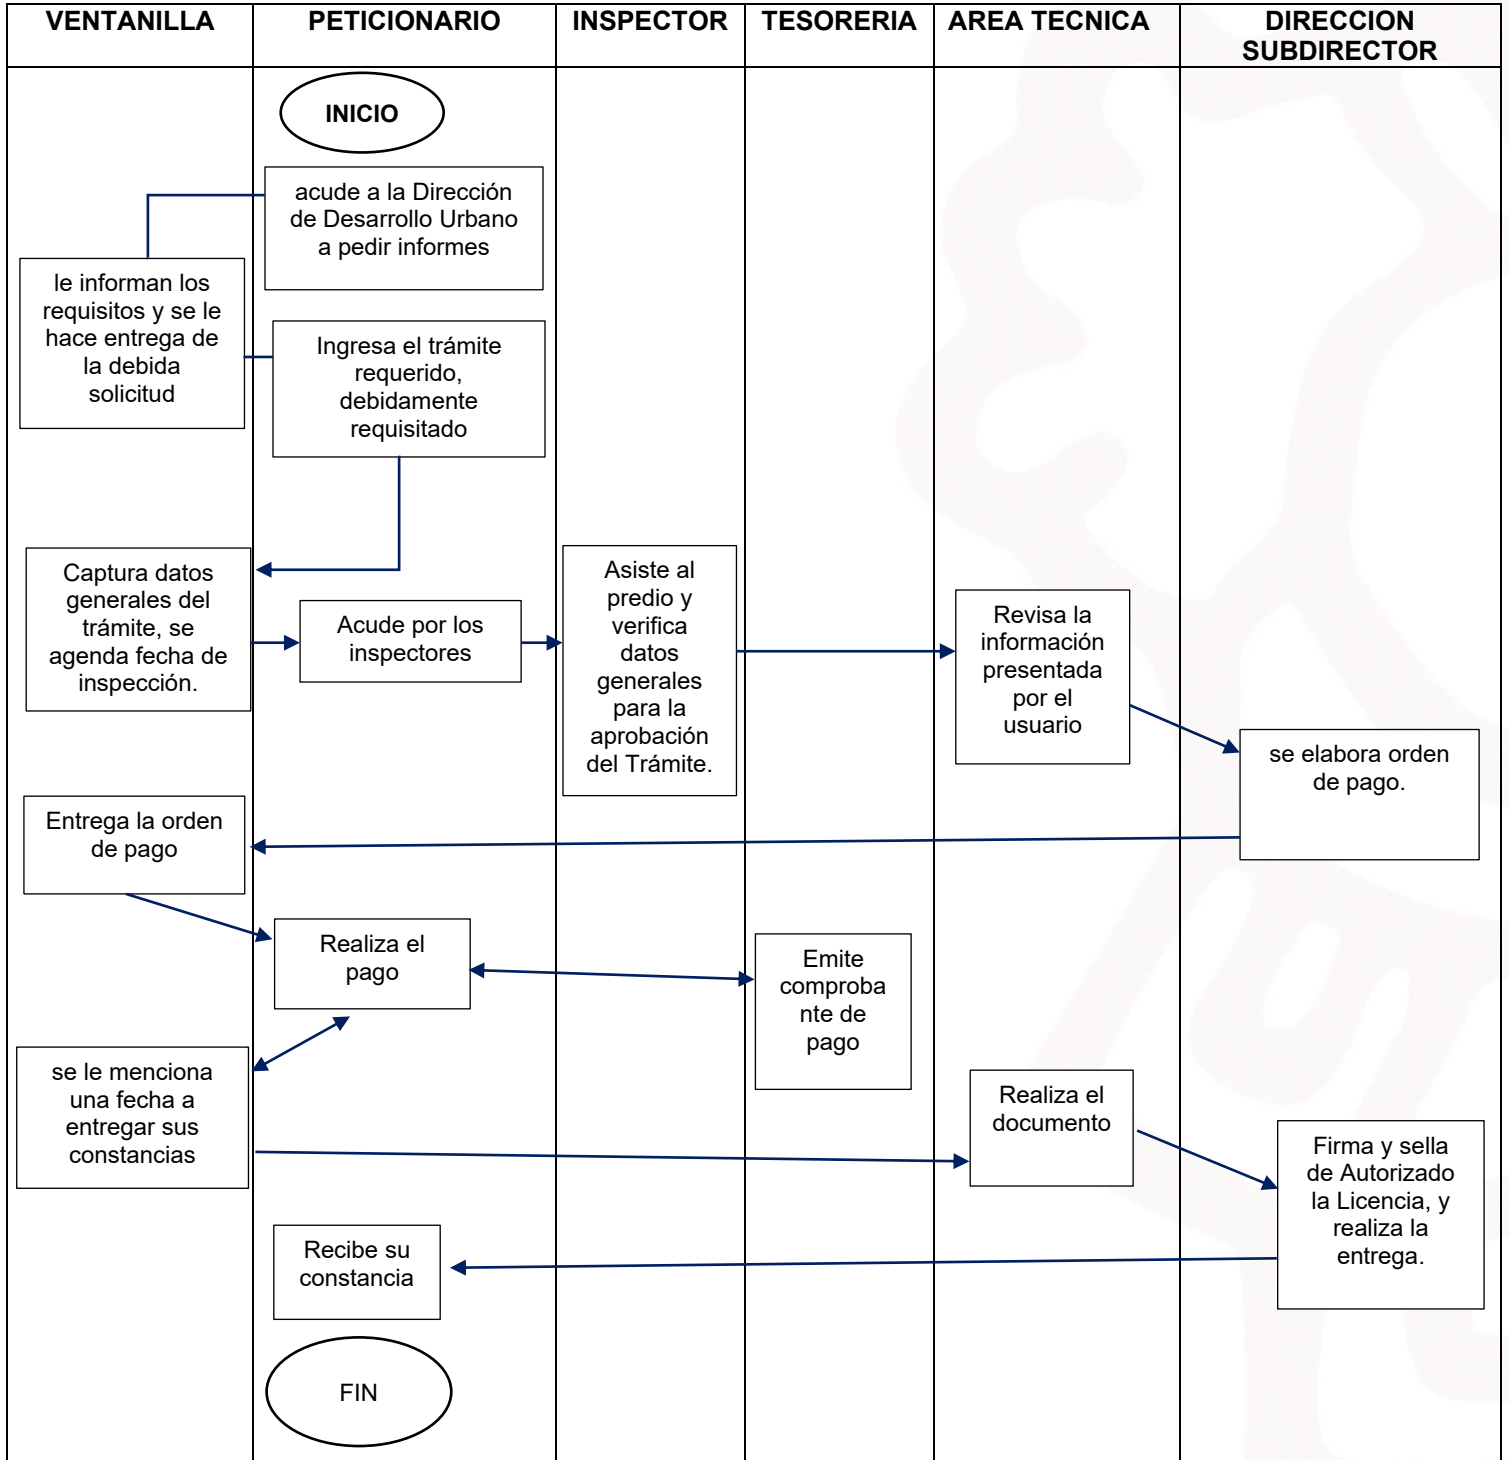 VENTANILLA
PETICIONARIO
INSPECTOR
TESORERIA
AREA TECNICA
DIRECCION
SUBDIRECTOR
INICIO
acude a la Dirección
de Desarrollo Urbano
a pedir informes
le informan los
requisitos y se le
hace entrega de
la debida
solicitud
Ingresa el trámite
requerido,
debidamente
requisitado
Captura datos
generales del
trámite, se
agenda fecha de
inspección.
Acude por los
inspectores
Asiste al
predio y
verifica
datos
generales
para la
aprobación
del Trámite.
Revisa la
información
presentada
por el
usuario
se elabora orden
de pago.
Entrega la orden
de pago
Realiza el
pago
Emite
comproba
nte de
pago
se le menciona
una fecha a
entregar sus
constancias
Realiza el
documento
Firma y sella
de Autorizado
la Licencia, y
realiza la
entrega.
Recibe su
constancia
FIN